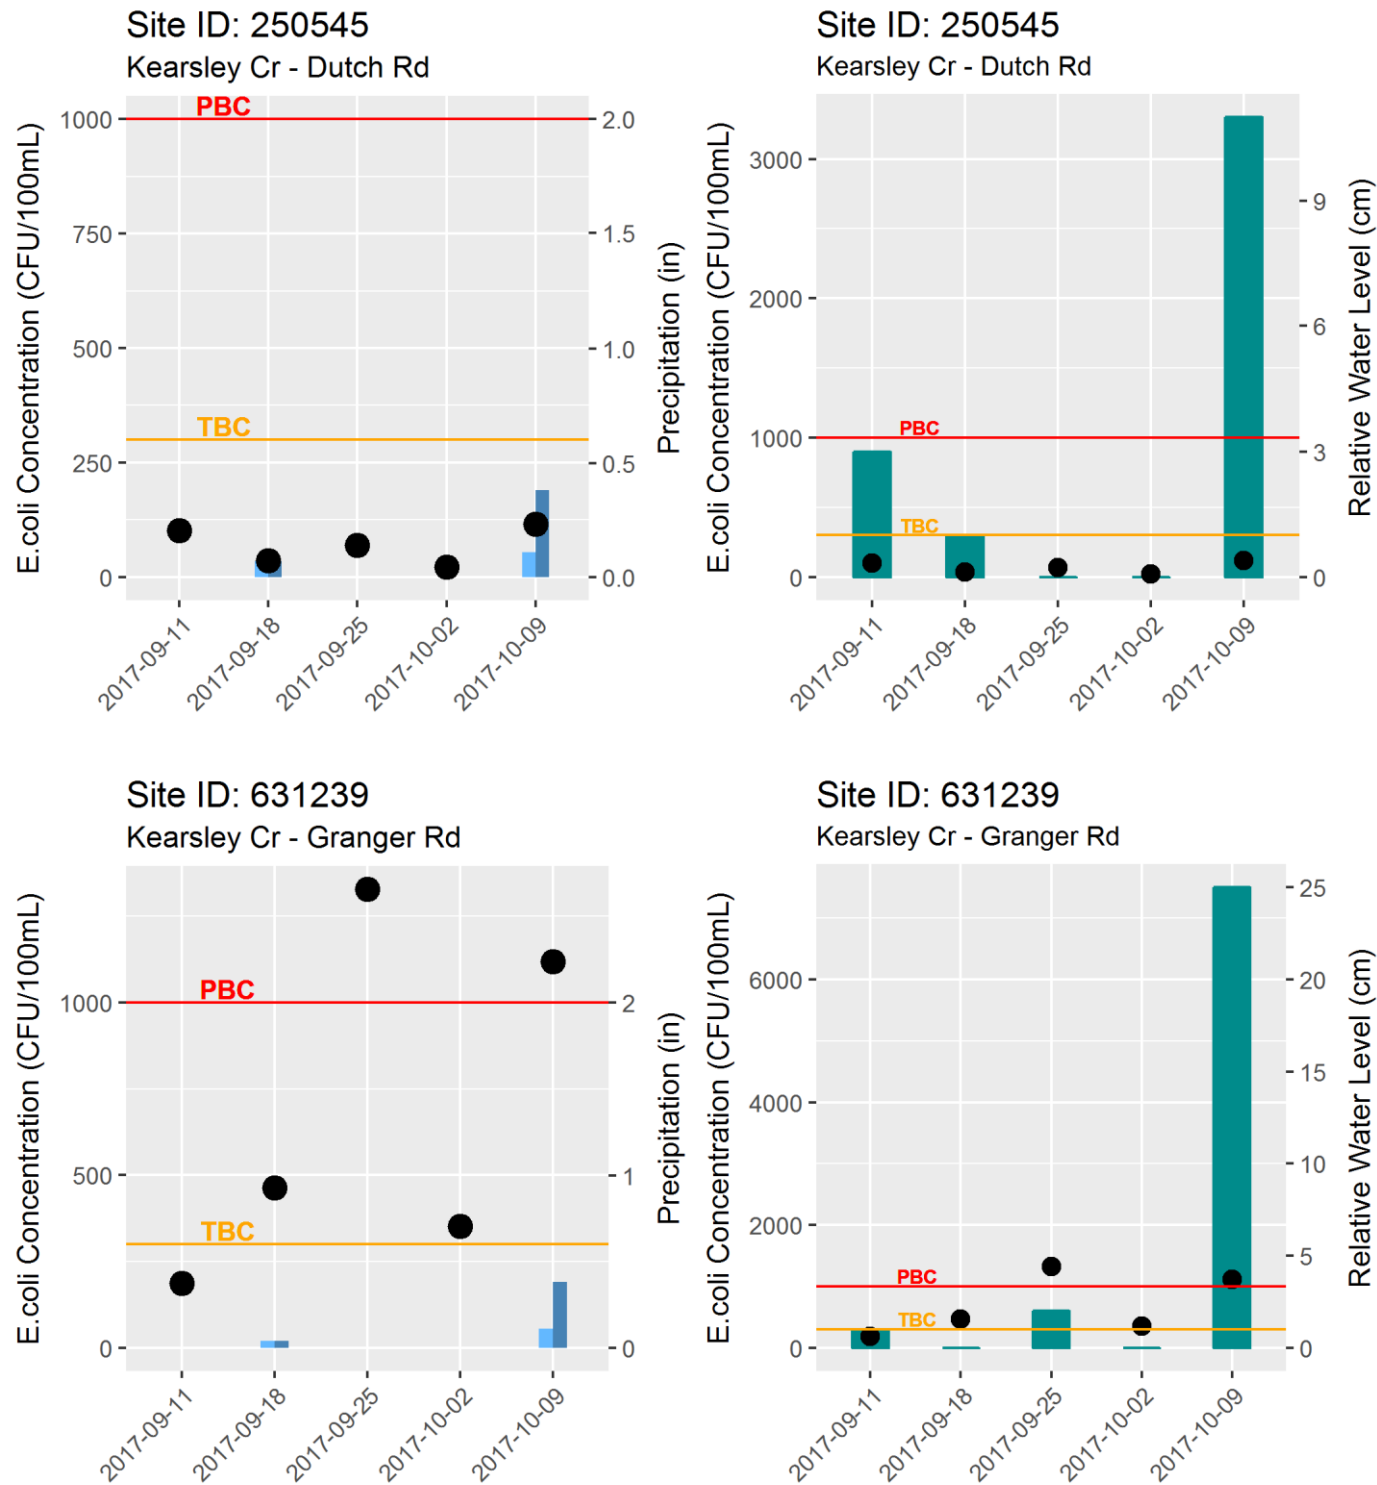 Site ID: 250545
Kearsley Cr - Dutch Rd
E.coli Concentration (CFU/100mL)
1000
750
500
250
0
PBC
TBC
2.0
1.5
1.0
0.5
0.0
Precipitation (in)
2017-09-11
2017-09-18
2017-09-25
2017-10-02
2017-10-09
Site ID: 250545
Kearsley Cr - Dutch Rd
E.coli Concentration (CFU/100mL)
3000
2000
1000
0
PBC
TBC
9
6
3
0
Relative Water Level (cm)
2017-09-11
2017-09-18
2017-09-25
2017-10-02
2017-10-09
Site ID: 631239
Kearsley Cr - Granger Rd
E.coli Concentration (CFU/100mL)
1000
500
0
PBC
TBC
2
1
0
Precipitation (in)
2017-09-11
2017-09-18
2017-09-25
2017-10-02
2017-10-09
Site ID: 631239
Kearsley Cr - Granger Rd
E.coli Concentration (CFU/100mL)
6000
4000
2000
0
PBC
TBC
25
20
15
10
5
0
Relative Water Level (cm)
2017-09-11
2017-09-18
2017-09-25
2017-10-02
2017-10-09